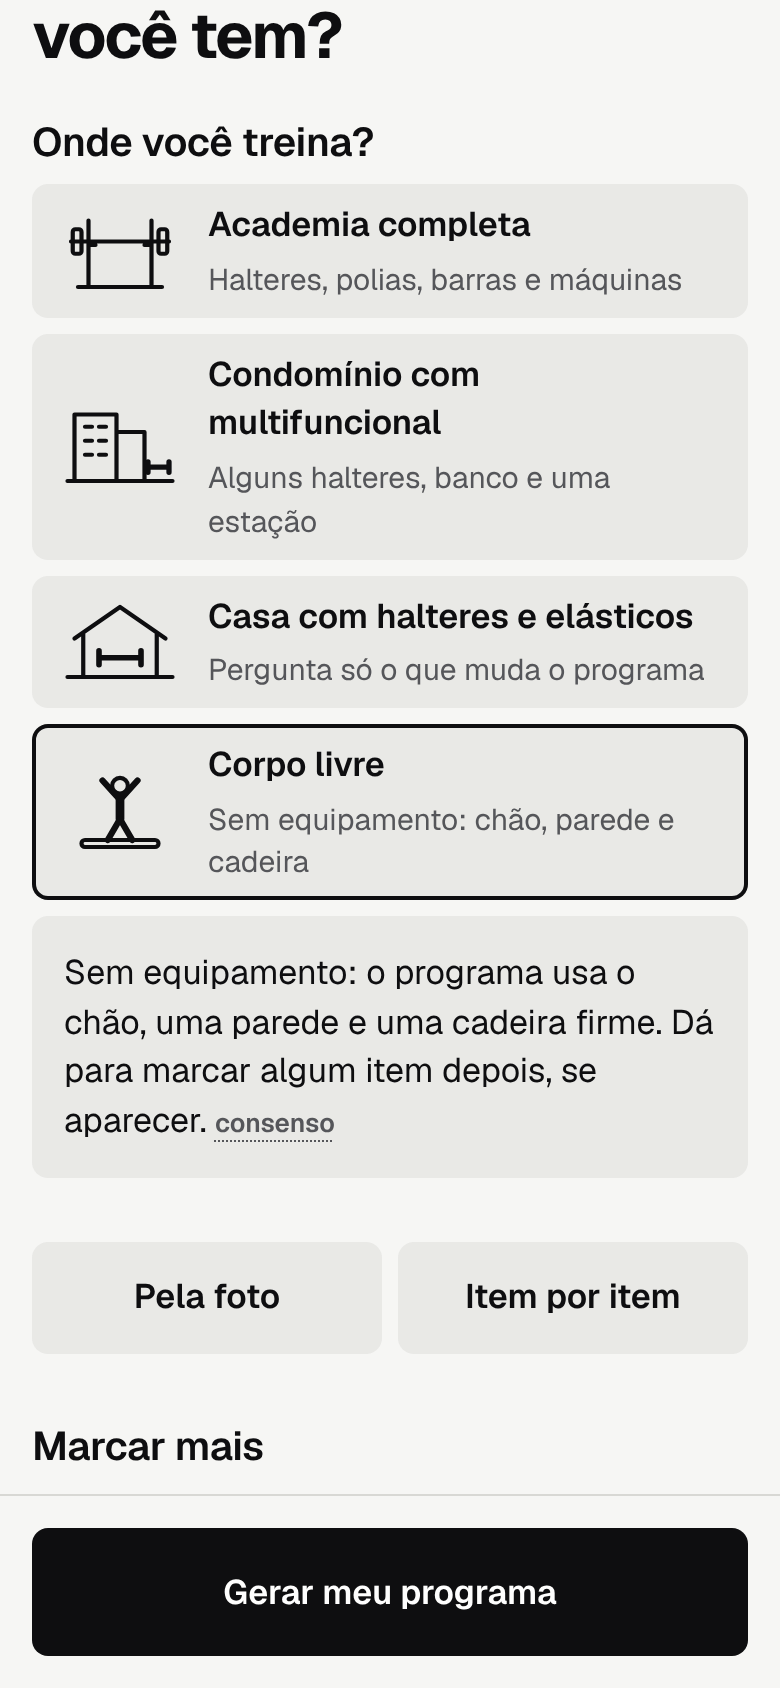 você tem?
Onde você treina?
Academia completa
Halteres, polias, barras e máquinas
Condomínio com
multifuncional
Alguns halteres, banco e uma
estação
Casa com halteres e elásticos
Pergunta só o que muda o programa
Corpo livre
Sem equipamento: chão, parede e
cadeira
Sem equipamento: o programa usa o
chão, uma parede e uma cadeira firme. Dá
para marcar algum item depois, se
aparecer. consenso
Pela foto
Item por item
Marcar mais
Gerar meu programa